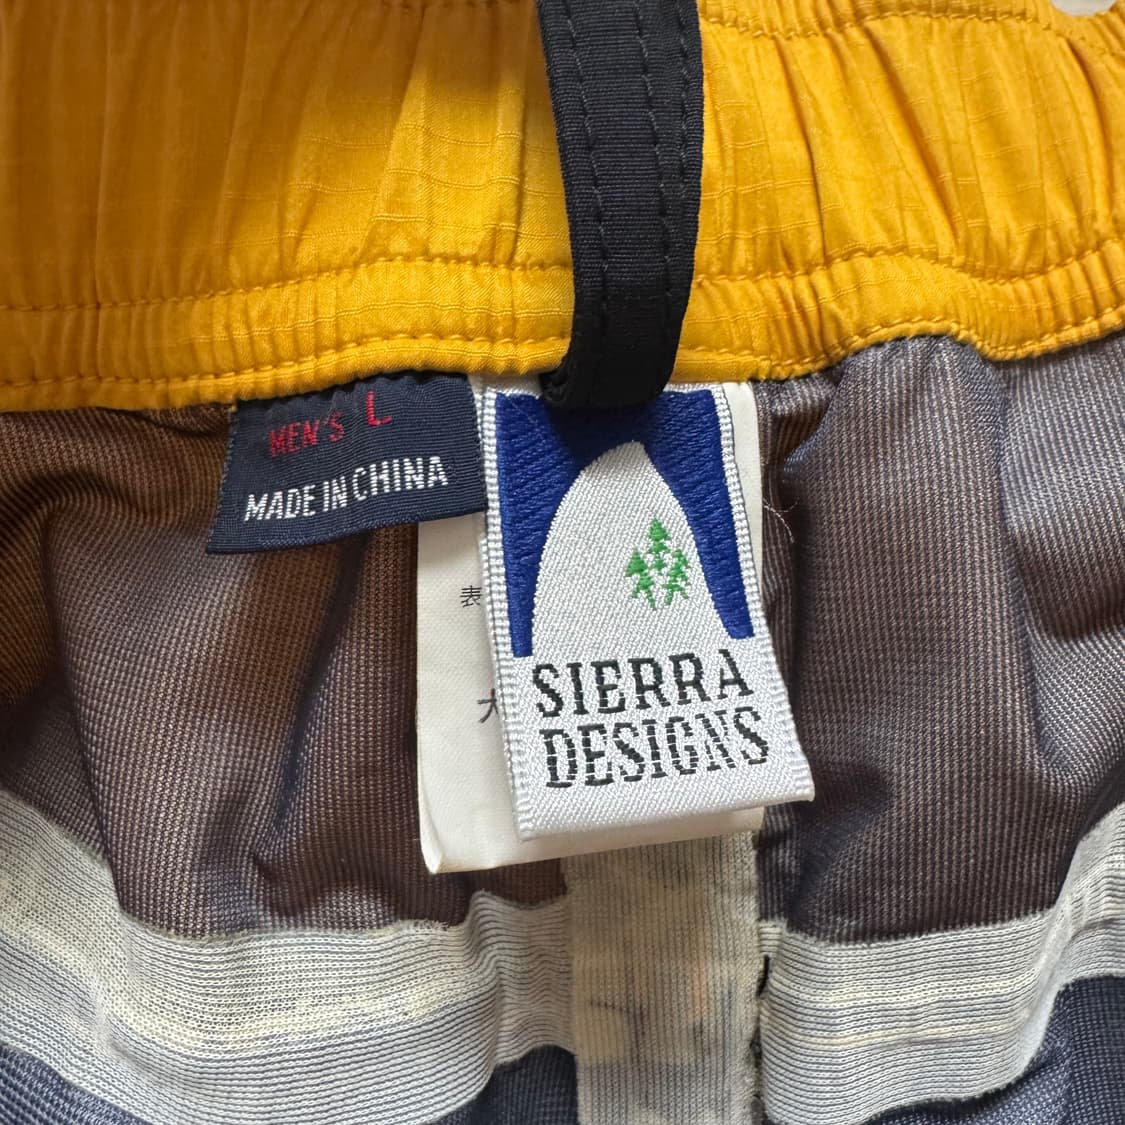 MEN'S L
MADE IN CHINA
表
SIERRA
DESIGNS